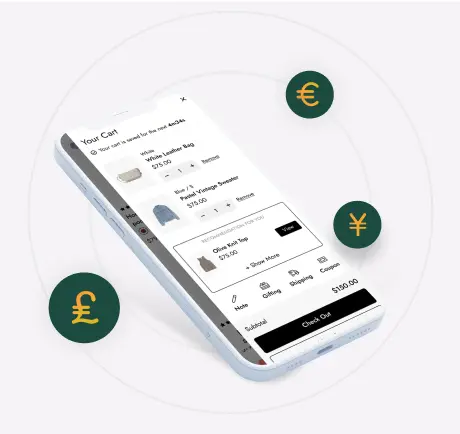 Your Cart
Your cart is saved for the next 4m34s
White
White Leather Bag
$75.00
− 1 + Remove
Blue / S
Pastel Vintage Sweater
$75.00
− 1 + Remove
RECOMMENDATION FOR YOU
Olive Knit Top
$75.00
View
+ Show More
Note
Gifting
Shipping
Coupon
Subtotal
$150.00
Check Out
€
¥
£